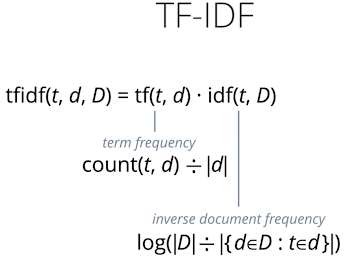 TF-IDF
tfidf(t, d, D) = tf(t, d) · idf(t, D)
term frequency
count(t, d) ÷ |d|
inverse document frequency
log(|D| ÷ |{d∈D : t∈d}|)